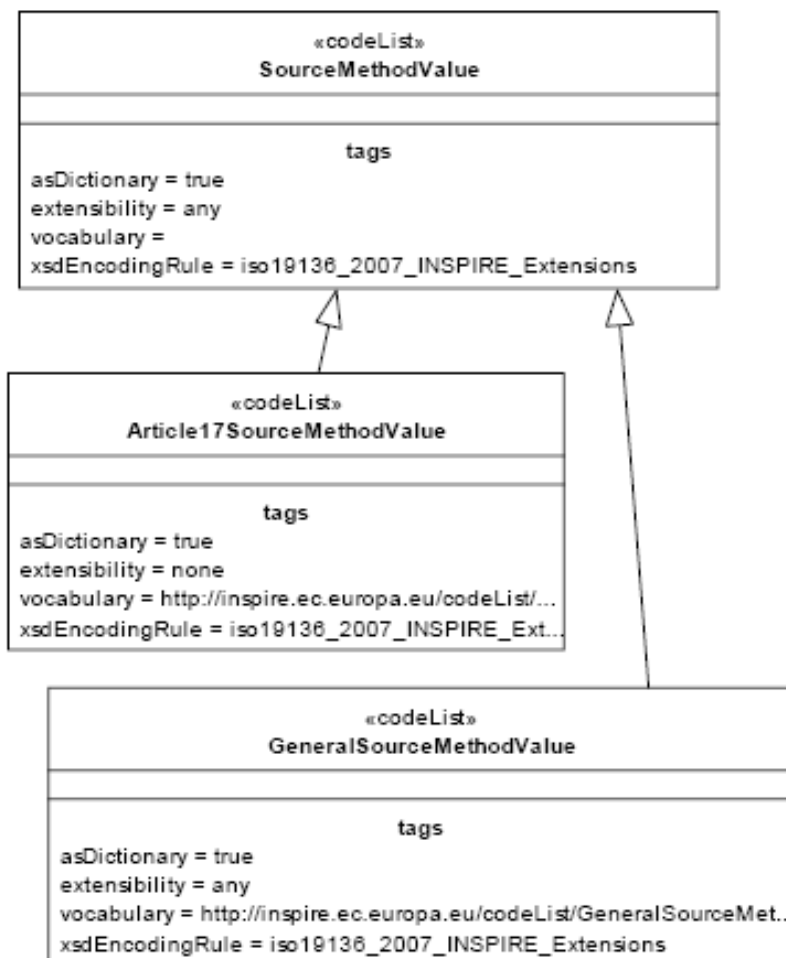 «codeList»
SourceMethodValue
tags
asDictionary = true
extensibility = any
vocabulary =
xsdEncodingRule = iso19136_2007_INSPIRE_Extensions
«codeList»
Article17SourceMethodValue
tags
asDictionary = true
extensibility = none
vocabulary = http://inspire.ec.europa.eu/codeList/...
xsdEncodingRule = iso19136_2007_INSPIRE_Ext...
«codeList»
GeneralSourceMethodValue
tags
asDictionary = true
extensibility = any
vocabulary = http://inspire.ec.europa.eu/codeList/GeneralSourceMet...
xsdEncodingRule = iso19136_2007_INSPIRE_Extensions